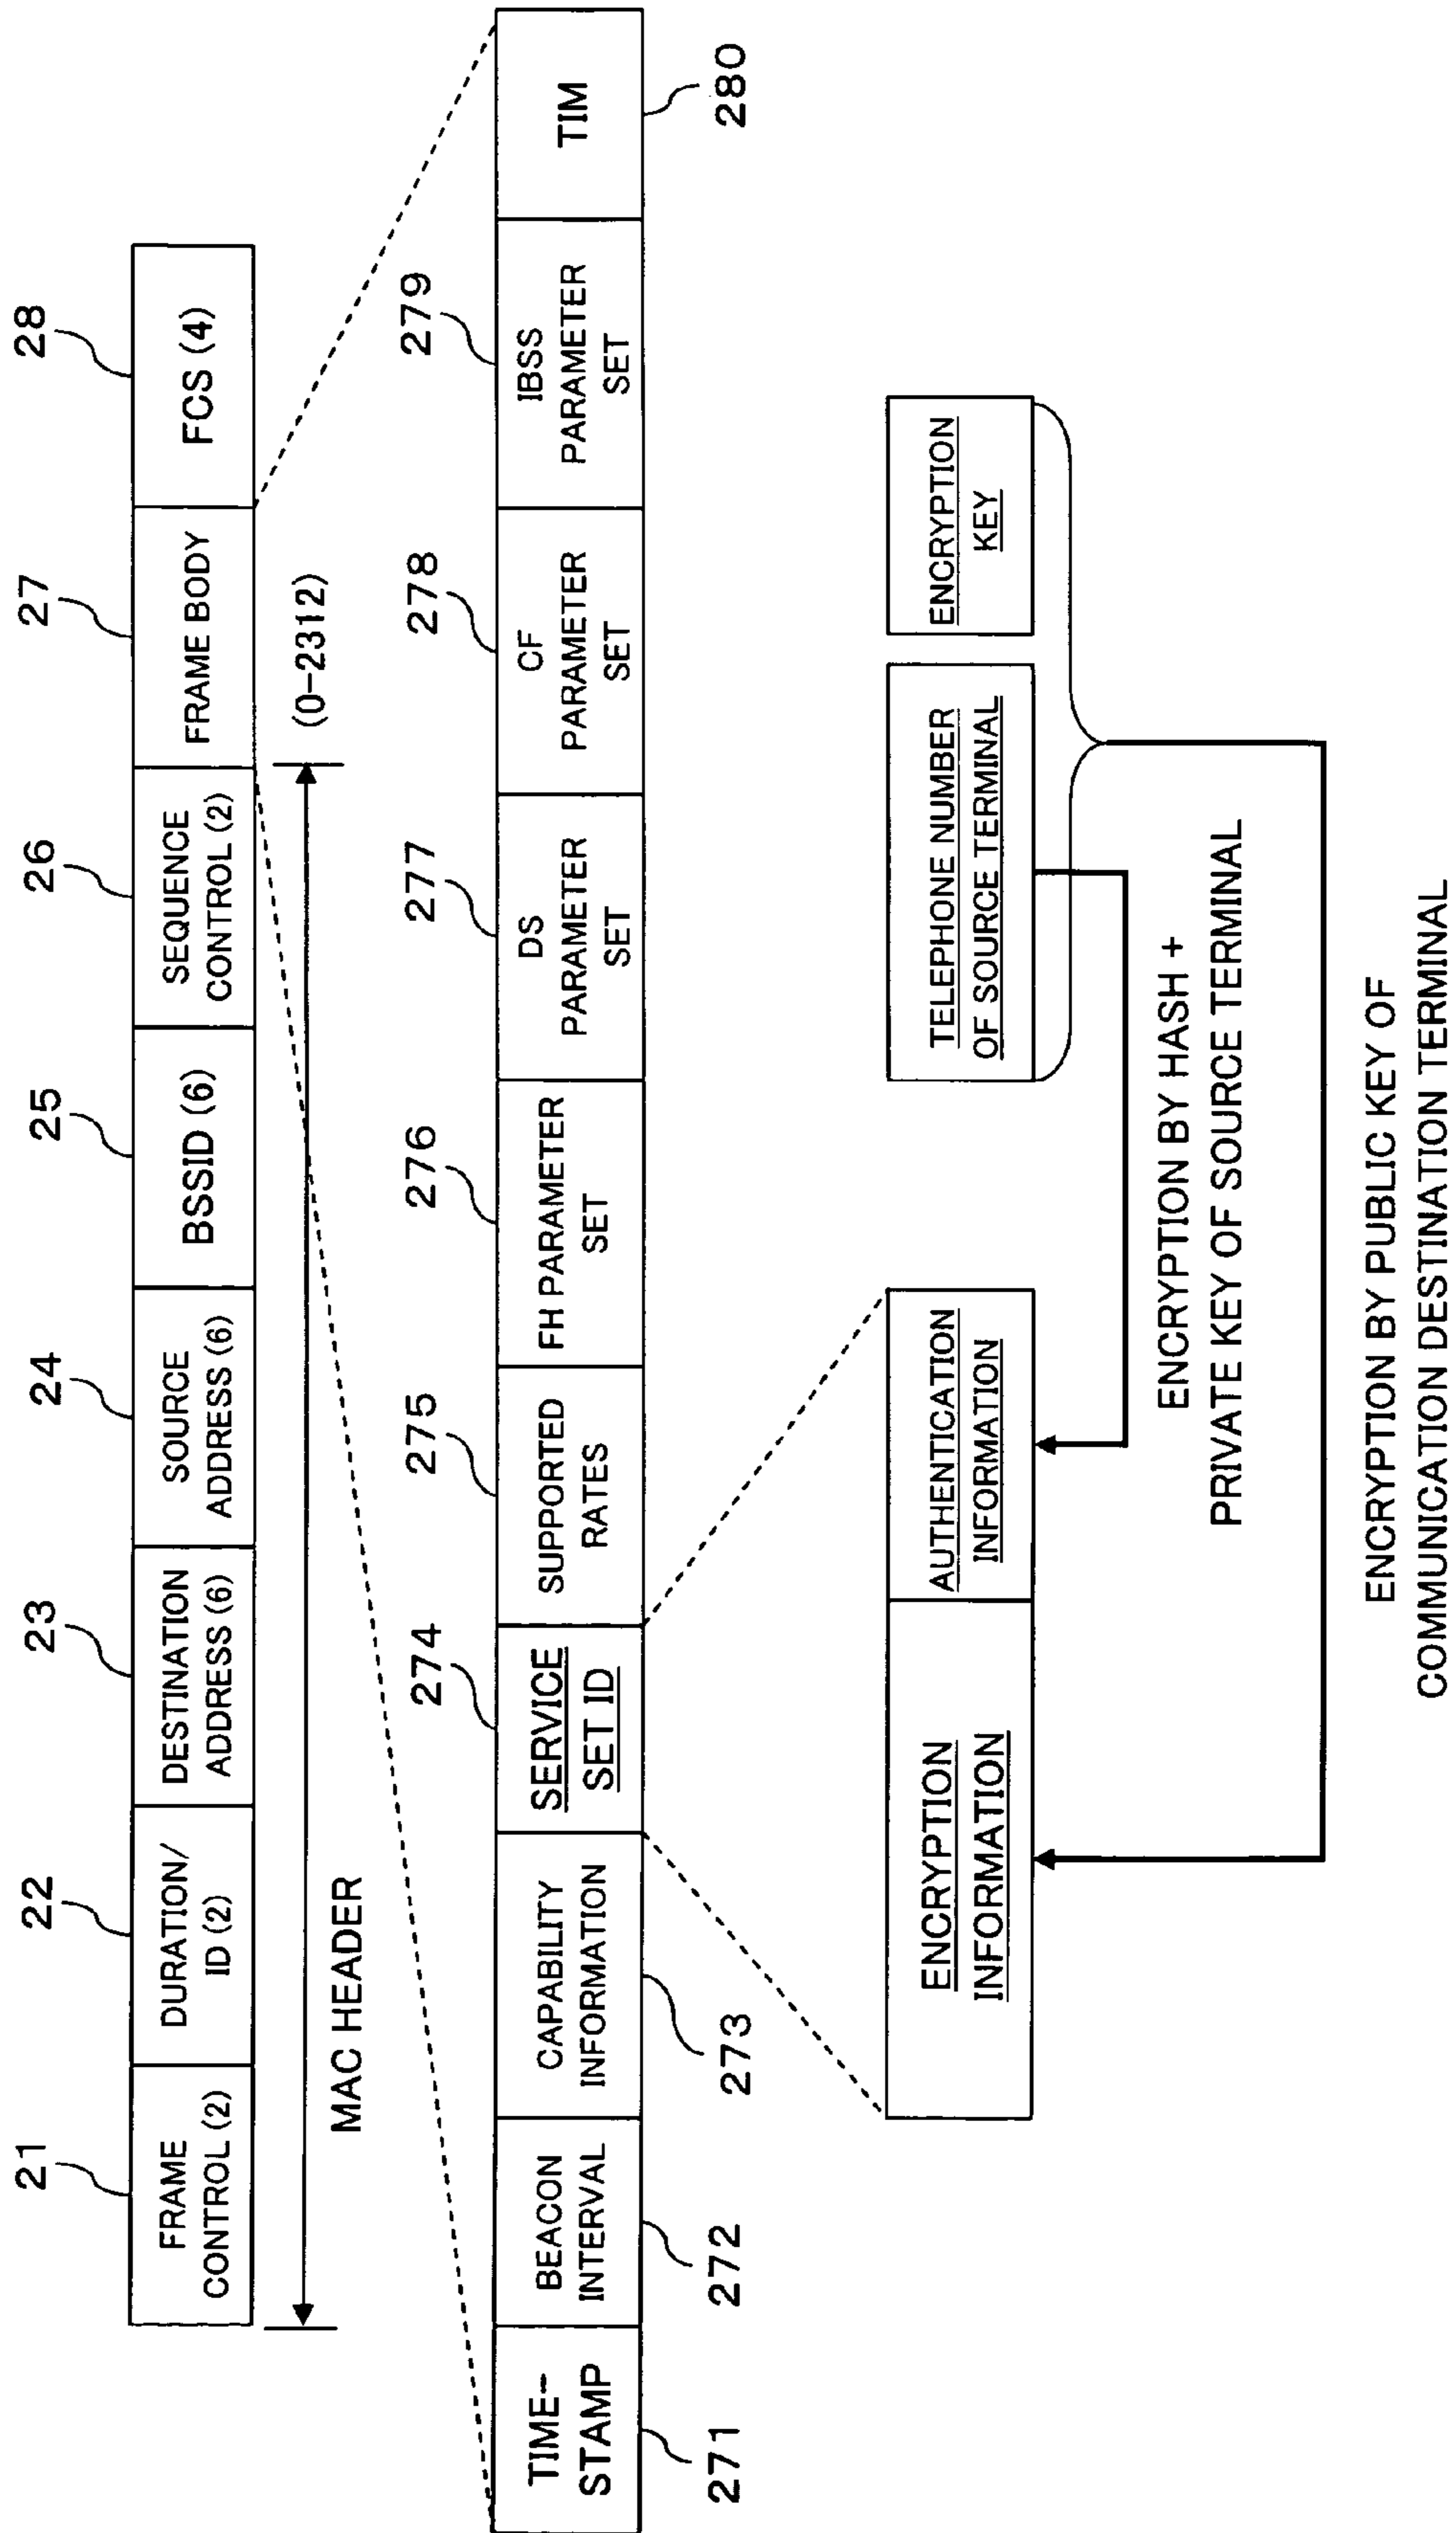 21
22
23
24
25
26
27
28
FRAME
CONTROL (2)
DURATION/
ID (2)
DESTINATION
ADDRESS (6)
SOURCE
ADDRESS (6)
BSSID (6)
SEQUENCE
CONTROL (2)
FRAME BODY
FCS (4)
MAC HEADER
(0-2312)
274
275
276
277
278
279
TIME-
STAMP
BEACON
INTERVAL
CAPABILITY
INFORMATION
SERVICE
SET ID
SUPPORTED
RATES
FH PARAMETER
SET
DS
PARAMETER
SET
CF
PARAMETER
SET
IBSS
PARAMETER
SET
TIM
271
272
273
280
ENCRYPTION
INFORMATION
AUTHENTICATION
INFORMATION
TELEPHONE NUMBER
OF SOURCE TERMINAL
ENCRYPTION
KEY
ENCRYPTION BY HASH +
PRIVATE KEY OF SOURCE TERMINAL
ENCRYPTION BY PUBLIC KEY OF
COMMUNICATION DESTINATION TERMINAL